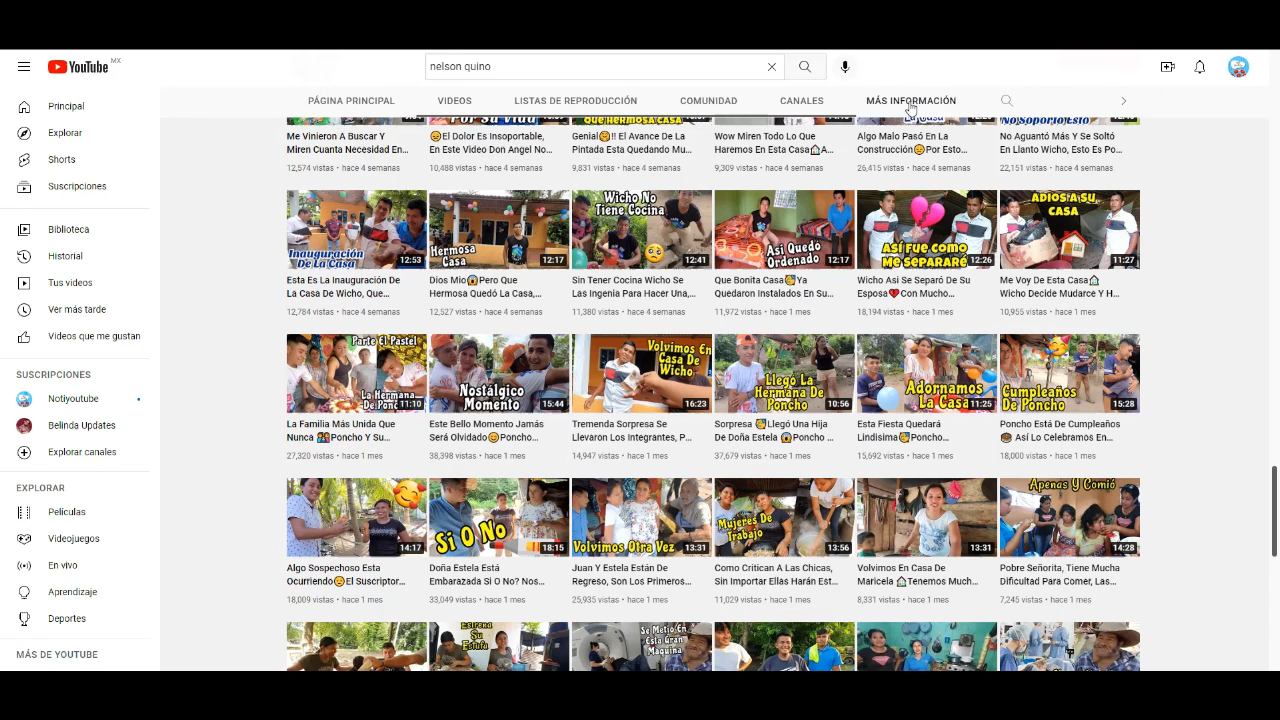 YouTube MX
nelson quino
PÁGINA PRINCIPAL VIDEOS LISTAS DE REPRODUCCIÓN COMUNIDAD CANALES MÁS INFORMACIÓN
Principal
Explorar
Shorts
Suscripciones
Biblioteca
Historial
Tus videos
Ver más tarde
Videos que me gustan
SUSCRIPCIONES
Notiyoutube
Belinda Updates
Explorar canales
EXPLORAR
Películas
Videojuegos
En vivo
Aprendizaje
Deportes
MÁS DE YOUTUBE
Me Vinieron A Buscar Y
Miren Cuanta Necesidad En...
12,574 vistas • hace 4 semanas
😖El Dolor Es Insoportable,
En Este Video Don Angel No...
10,488 vistas • hace 4 semanas
Genial🤗!! El Avance De La
Pintada Esta Quedando Mu...
9,831 vistas • hace 4 semanas
Wow Miren Todo Lo Que
Haremos En Esta Casa🏠A...
9,309 vistas • hace 4 semanas
Algo Malo Pasó En La
Construcción😔Por Esto...
26,415 vistas • hace 4 semanas
No Soporto Esto
No Aguantó Más Y Se Soltó
En Llanto Wicho, Esto Es Po...
22,151 vistas • hace 4 semanas
Inauguración
De La Casa
12:53
Esta Es La Inauguración De
La Casa De Wicho, Que...
12,784 vistas • hace 4 semanas
Hermosa
Casa
12:17
Dios Mio😱Pero Que
Hermosa Quedó La Casa,...
12,527 vistas • hace 4 semanas
Wicho No
Tiene Cocina
12:41
Sin Tener Cocina Wicho Se
Las Ingenia Para Hacer Una,...
11,380 vistas • hace 4 semanas
Asi Quedó
Ordenado
12:17
Que Bonita Casa🥰Ya
Quedaron Instalados En Su...
11,972 vistas • hace 1 mes
ASÍ FUE COMO
ME SEPARARÉ
12:26
Wicho Asi Se Separó De Su
Esposa💔Con Mucho...
18,194 vistas • hace 1 mes
ADIOS A SU
CASA
11:27
Me Voy De Esta Casa🏠
Wicho Decide Mudarce Y H...
10,955 vistas • hace 1 mes
Parte El Pastel
La Hermana
De Poncho
11:10
La Familia Más Unida Que
Nunca 👨‍👩‍👧‍👦Poncho Y Su...
27,320 vistas • hace 1 mes
Nostálgico
Momento
15:44
Este Bello Momento Jamás
Será Olvidado😊Poncho...
38,398 vistas • hace 1 mes
Volvimos En
Casa De
Wicho
16:23
Tremenda Sorpresa Se
Llevaron Los Integrantes, P...
14,947 vistas • hace 1 mes
Llegó La
Hermana De
Poncho
10:56
Sorpresa 🥰Llegó Una Hija
De Doña Estela 😱Poncho ...
37,679 vistas • hace 1 mes
Adornamos
La Casa
11:25
Esta Fiesta Quedará
Lindisima🥰Poncho...
15,692 vistas • hace 1 mes
Cumpleaños
De Poncho
15:28
Poncho Está De Cumpleaños
🎂 Así Lo Celebramos En...
18,000 vistas • hace 1 mes
14:17
Algo Sospechoso Esta
Ocurriendo😔El Suscriptor...
18,009 vistas • hace 1 mes
Si O No
18:15
Doña Estela Está
Embarazada Si O No? Nos...
33,049 vistas • hace 1 mes
Volvimos Otra Vez
13:31
Juan Y Estela Están De
Regreso, Son Los Primeros...
25,935 vistas • hace 1 mes
Mujeres De
Trabajo
13:56
Como Critican A Las Chicas,
Sin Importar Ellas Harán Est...
11,029 vistas • hace 1 mes
13:31
Volvimos En Casa De
Maricela 🏠Tenemos Much...
8,331 vistas • hace 1 mes
Apenas Y Comió
14:28
Pobre Señorita, Tiene Mucha
Dificultad Para Comer, Las...
7,245 vistas • hace 1 mes
Estrena
Su
Estufa
Se Metió En
Esta Gran
Maquina